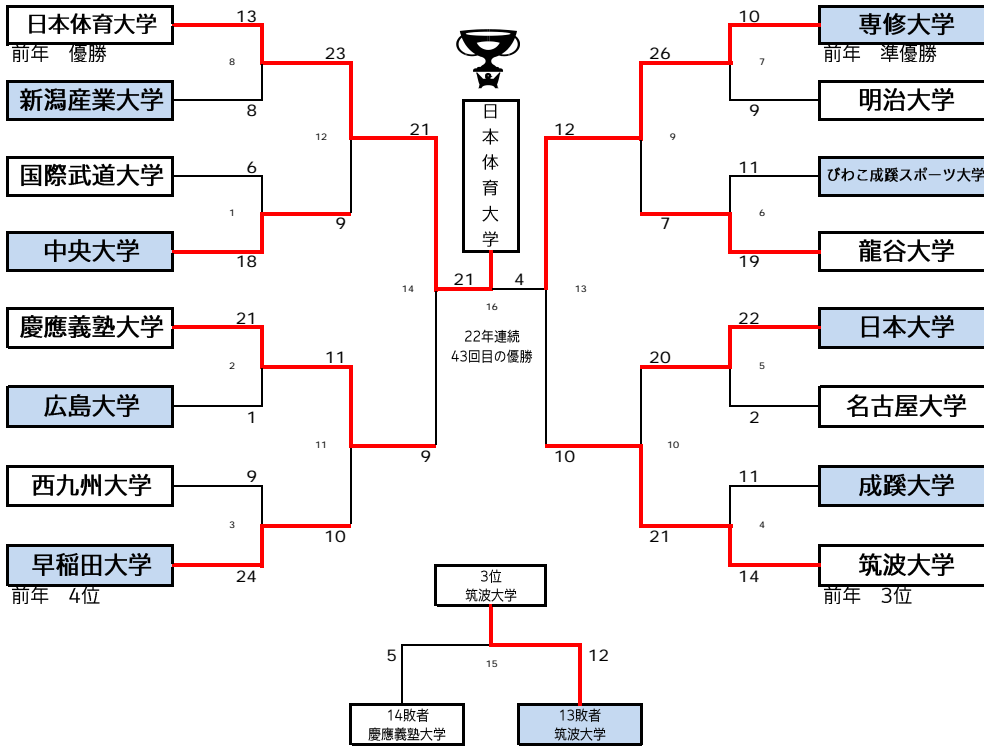 日本体育大学
前年　優勝
新潟産業大学
国際武道大学
中央大学
慶應義塾大学
広島大学
西九州大学
早稲田大学
前年　4位
13
8
8
6
1
18
21
2
1
9
3
24
23
12
9
11
11
10
21
14
9
日本体育大学
21
4
16
22年連続
43回目の優勝
12
13
10
26
9
7
20
10
21
10
7
9
11
6
19
22
5
2
11
4
14
専修大学
前年　準優勝
明治大学
びわこ成蹊スポーツ大学
龍谷大学
日本大学
名古屋大学
成蹊大学
筑波大学
前年　3位
3位
筑波大学
5
15
12
14敗者
慶應義塾大学
13敗者
筑波大学